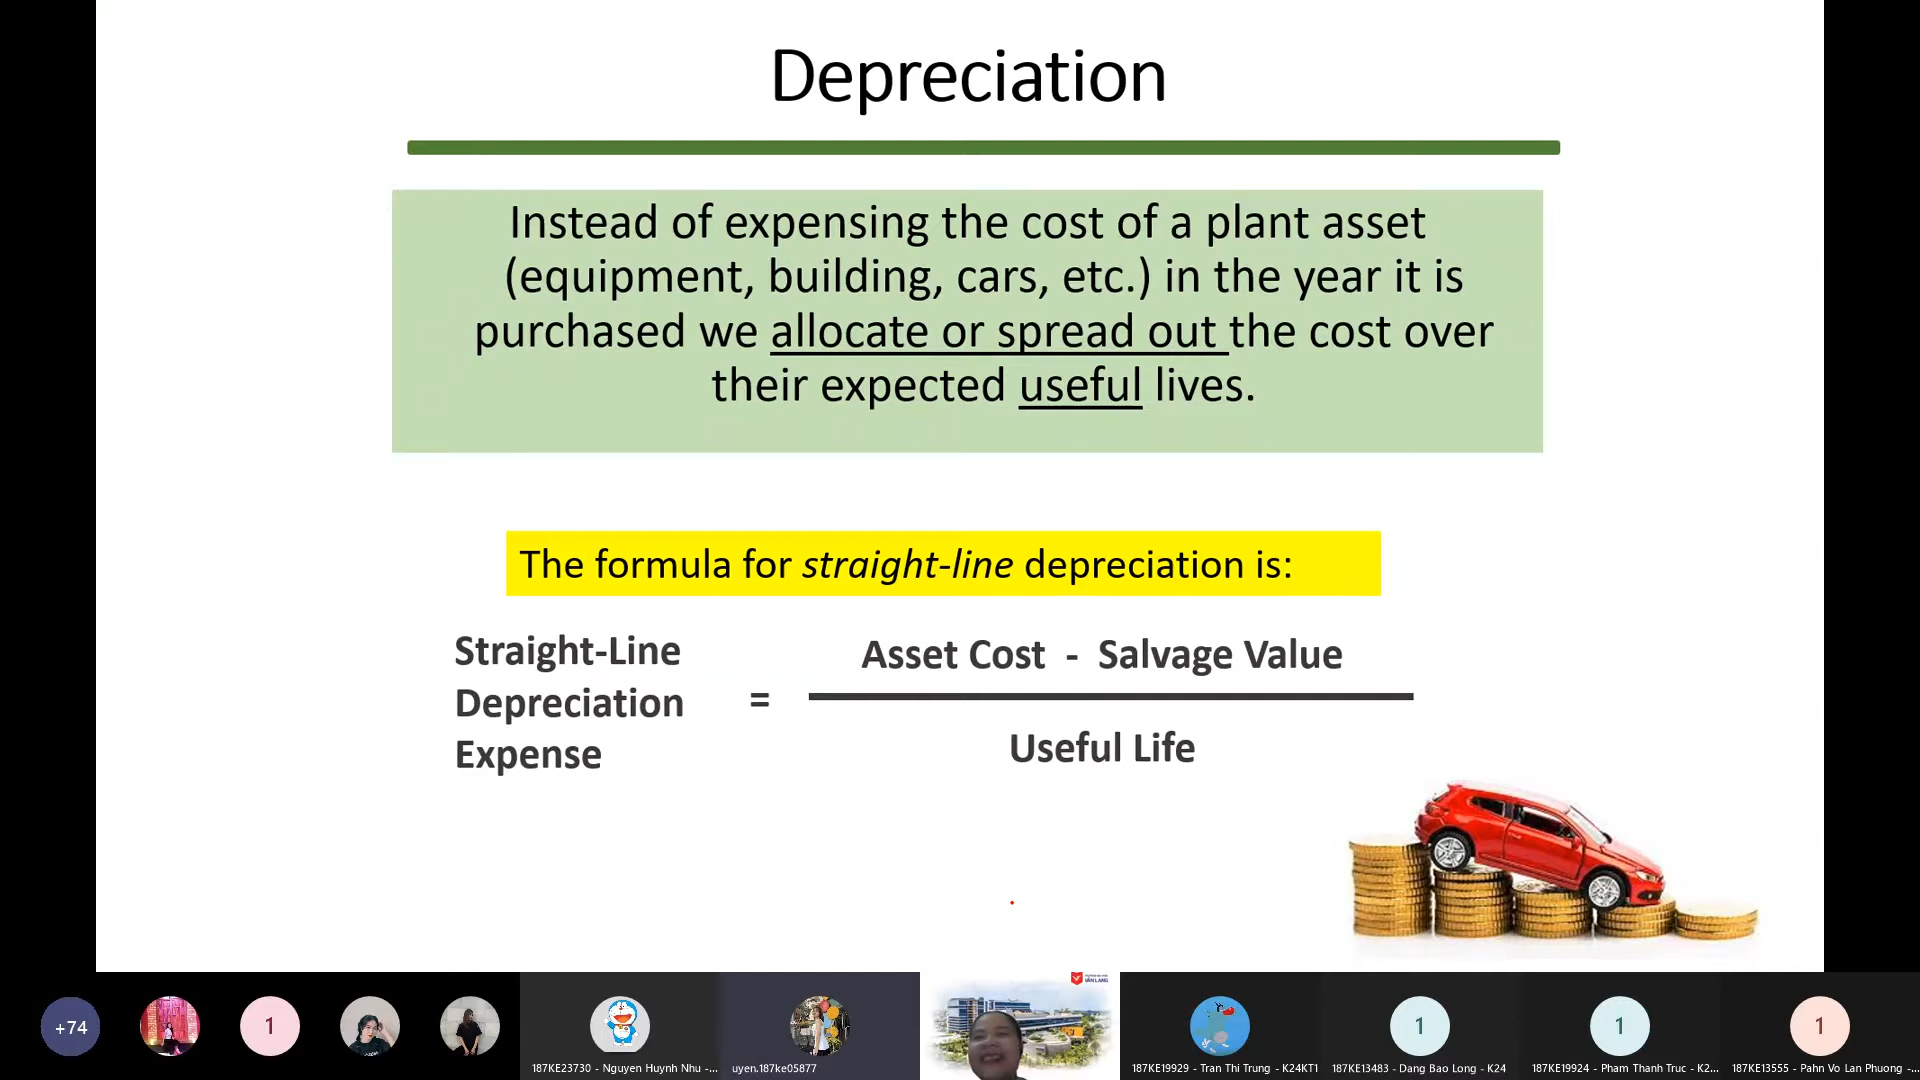 Depreciation
Instead of expensing the cost of a plant asset
(equipment, building, cars, etc.) in the year it is
purchased we allocate or spread out the cost over
their expected useful lives.
The formula for straight-line depreciation is:
Straight-Line
Depreciation
Expense
=
Asset Cost - Salvage Value
Useful Life
+74
1
187KE23730 - Nguyen Huynh Nhu -...
uyen.187ke05877
VAN LANG
187KE19929 - Tran Thi Trung - K24KT1
1
187KE13483 - Dang Bao Long - K24
1
187KE19924 - Pham Thanh Truc - K2...
1
187KE13555 - Pahn Vo Lan Phuong -...